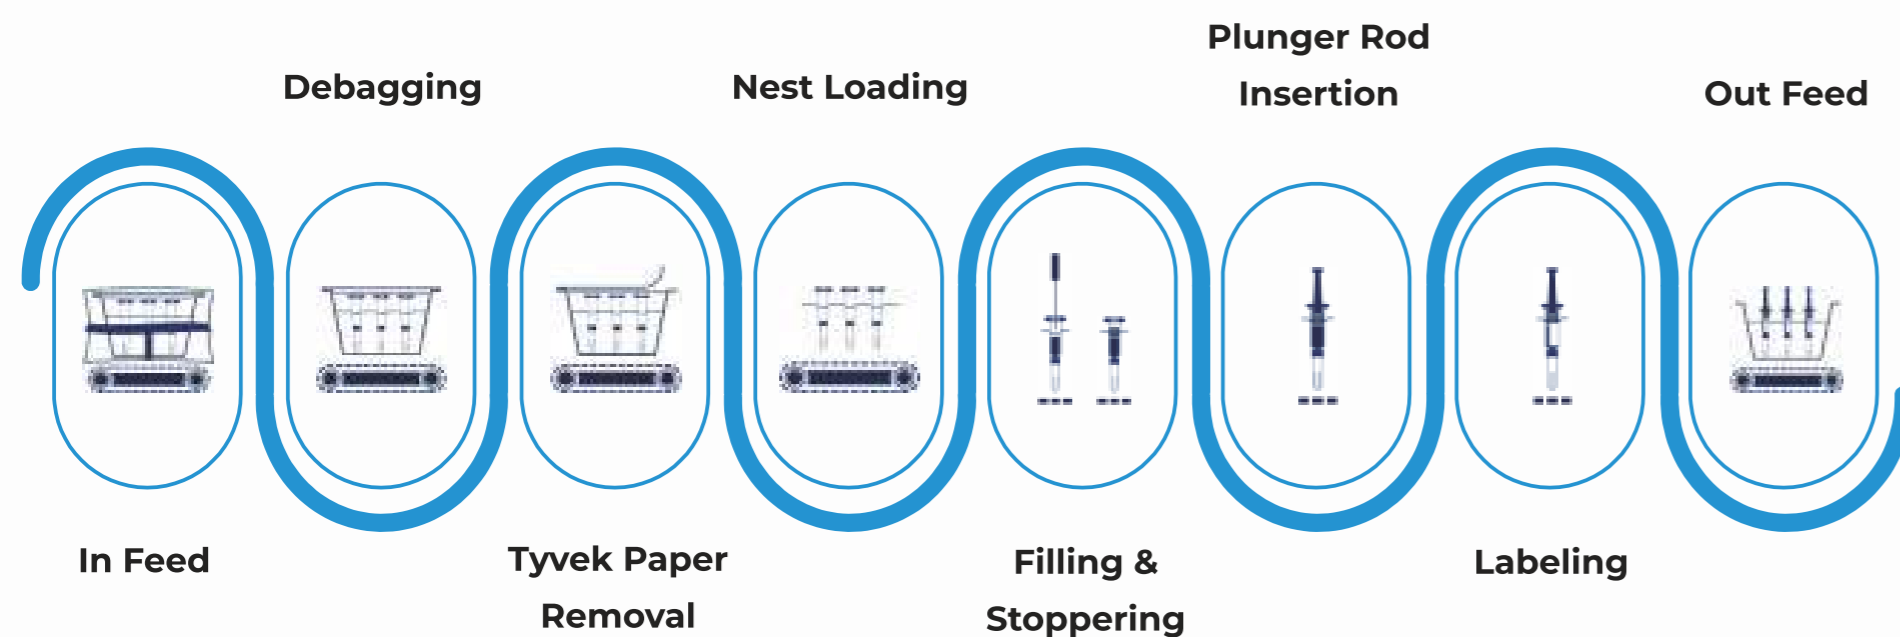 In Feed
Debagging
Tyvek Paper
Removal
Nest Loading
Filling &
Stoppering
Plunger Rod
Insertion
Labeling
Out Feed